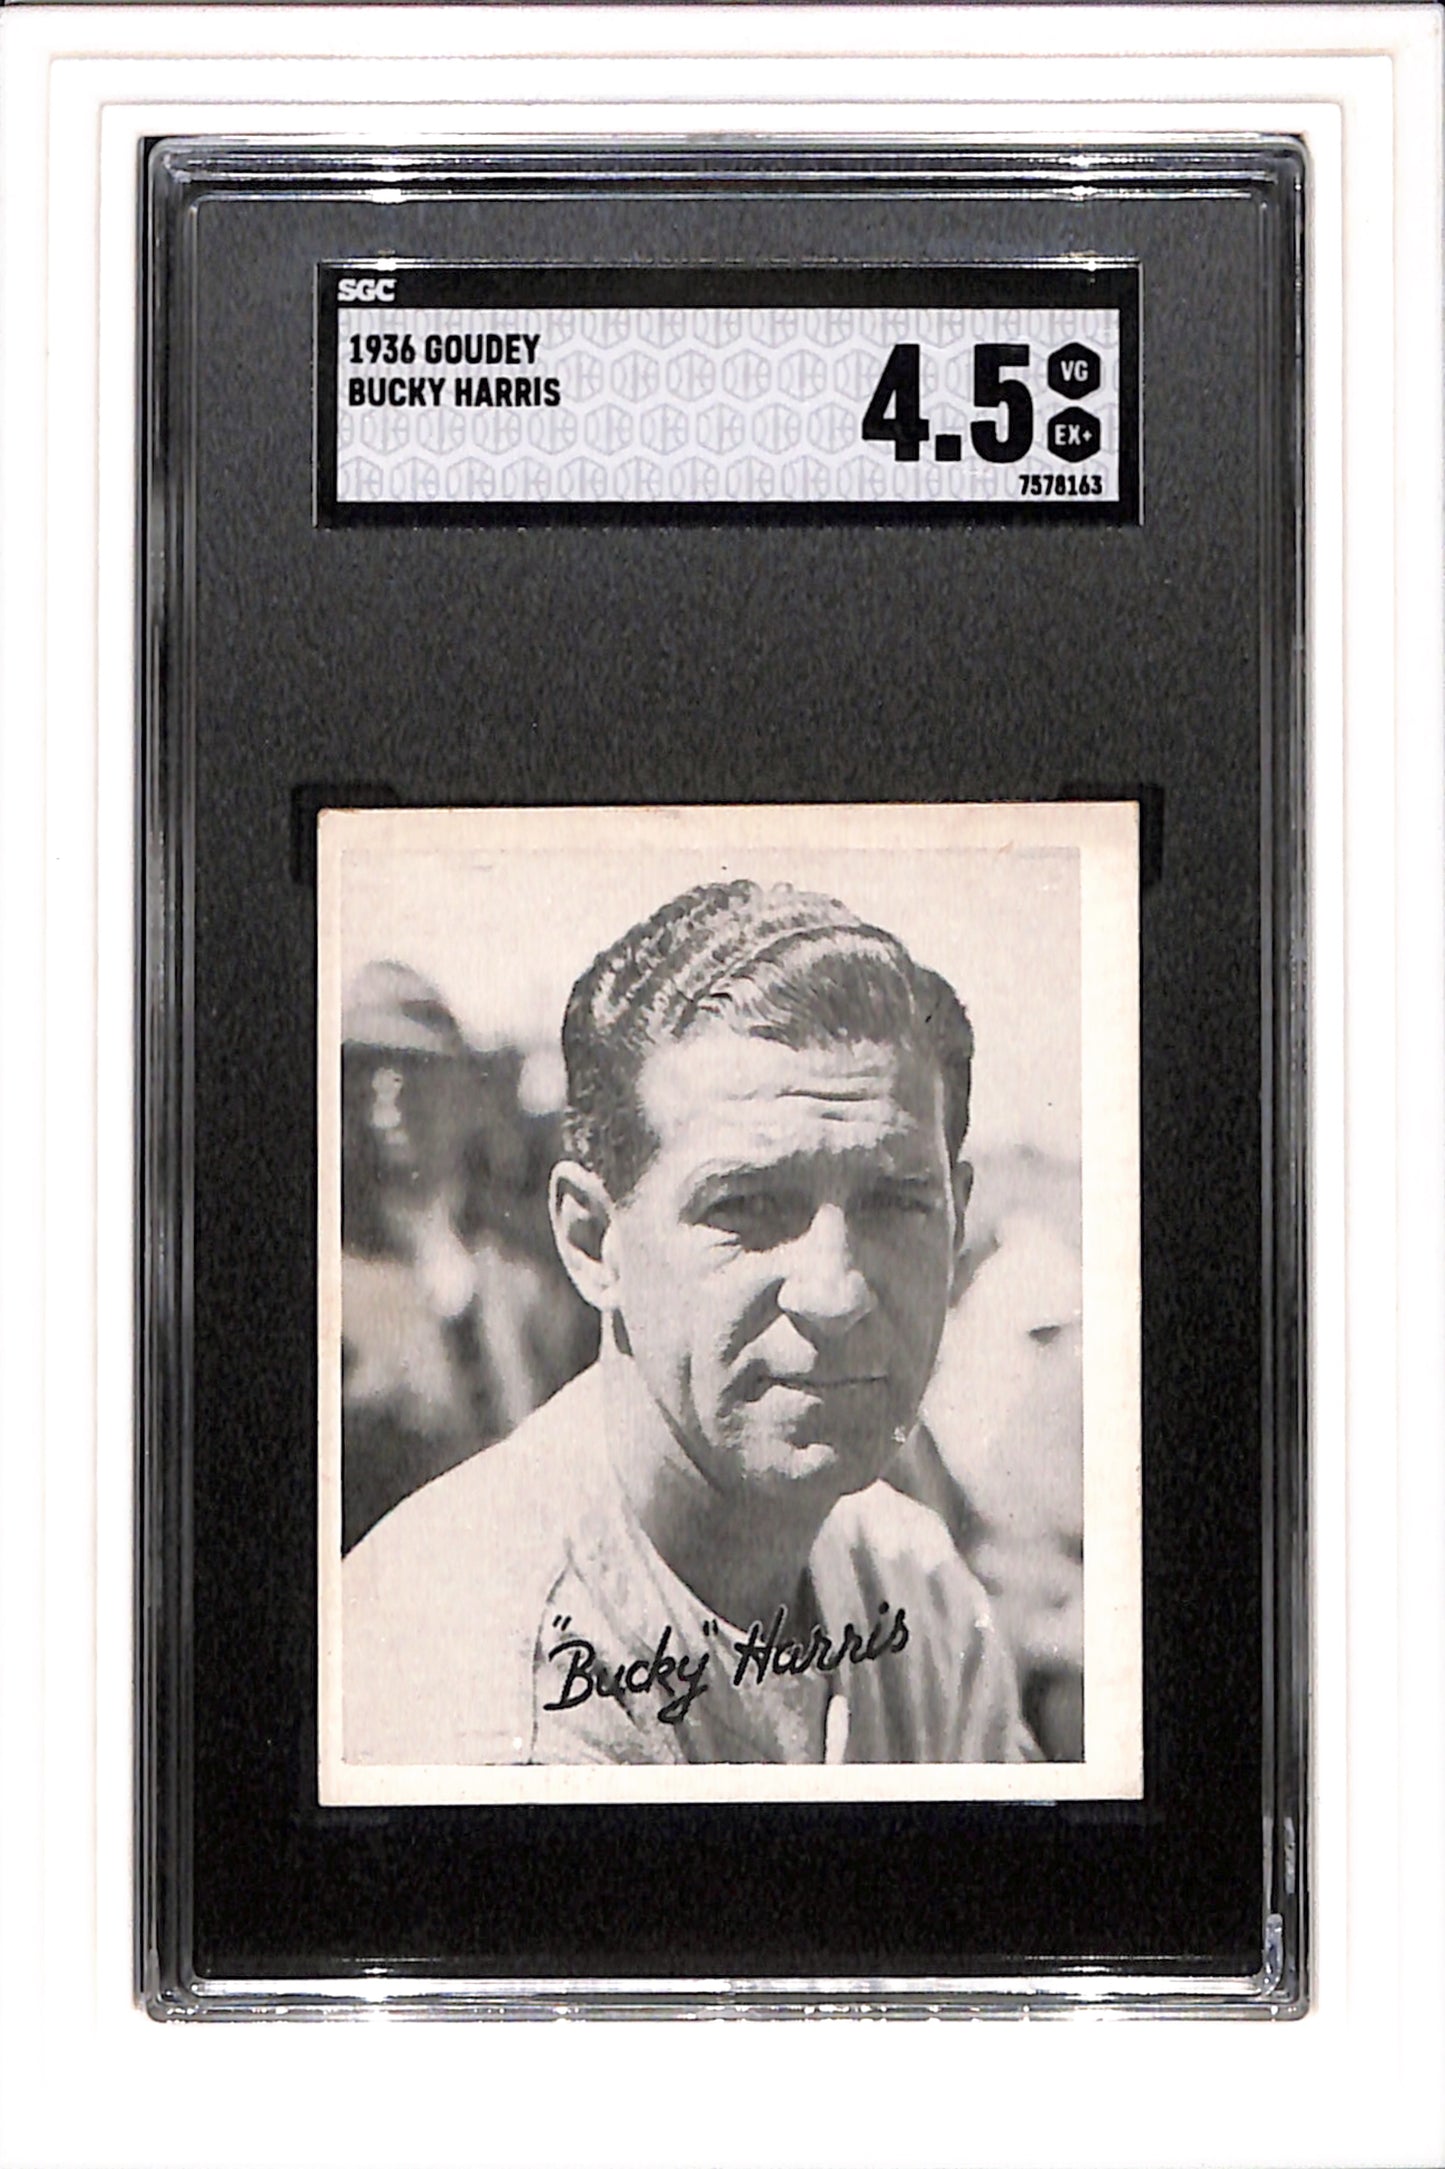 SGC
1936 GOUDEY
BUCKY HARRIS
4.5
VG
EX+
7578163
"Bucky" Harris